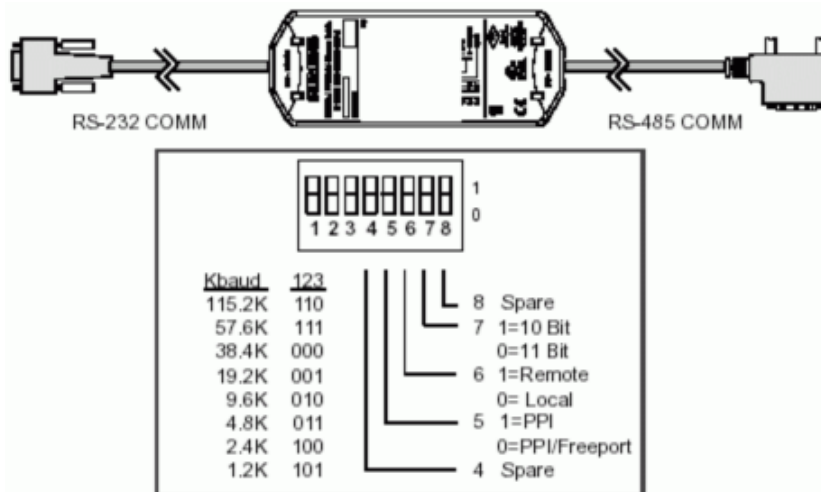 RS-232 COMM
RS-485 COMM
1
0
1 2 3 4 5 6 7 8
Kbaud 123
115.2K 110
57.6K 111
38.4K 000
19.2K 001
9.6K 010
4.8K 011
2.4K 100
1.2K 101
8 Spare
7 1=10 Bit
0=11 Bit
6 1=Remote
0= Local
5 1=PPI
0=PPI/Freeport
4 Spare